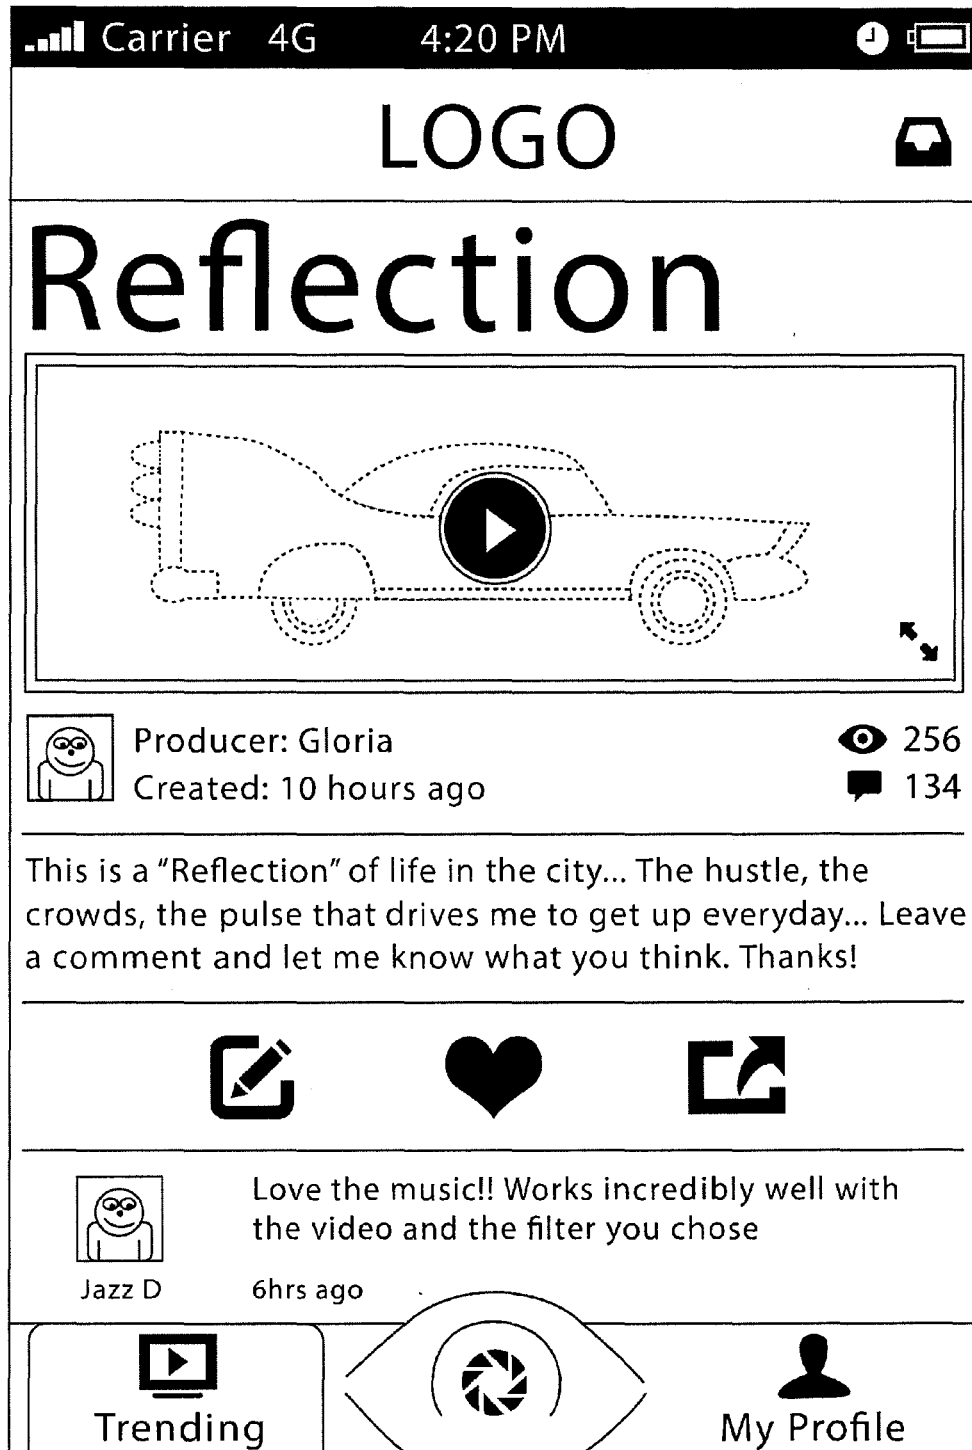 Carrier 4G 4:20 PM
LOGO
Reflection
Producer: Gloria
256
Created: 10 hours ago
134
This is a “Reflection” of life in the city... The hustle, the
crowds, the pulse that drives me to get up everyday... Leave
a comment and let me know what you think. Thanks!
Love the music!! Works incredibly well with
the video and the filter you chose
Jazz D
6hrs ago
Trending
My Profile